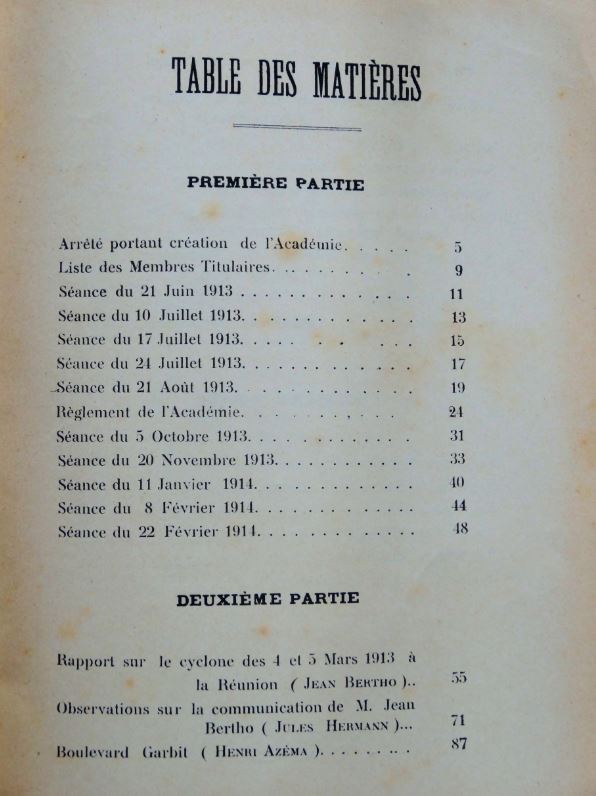 TABLE DES MATIÈRES
PREMIÈRE PARTIE
Arrêté portant création de l'Académie. . . . . 5
Liste des Membres Titulaires. . . . . . . . . 9
Séance du 21 Juin 1913 . . . . . . . . . . . . 11
Séance du 10 Juillet 1913. . . . . . . . . . . 13
Séance du 17 Juillet 1913. . . . . . . . . 15
Séance du 24 Juillet 1913. . . . . . . . . . . 17
Séance du 21 Août 1913. . . . . . . . . . . . 19
Règlement de l'Académie. . . . . . . . . 24
Séance du 5 Octobre 1913. . . . . . . . . . . 31
Séance du 20 Novembre 1913. . . . . . . . . . 33
Séance du 11 Janvier 1914. . . . . . . . . . . 40
Séance du 8 Février 1914. . . . . . . . . . . 44
Séance du 22 Février 1914. . . . . . . . . . . 48
DEUXIÈME PARTIE
Rapport sur le cyclone des 4 et 5 Mars 1913 à
la Réunion ( JEAN BERTHO ).. 55
Observations sur la communication de M. Jean
Bertho ( JULES HERMANN )... 71
Boulevard Garbit ( HENRI AZÉMA ). . . . . . . . . 87